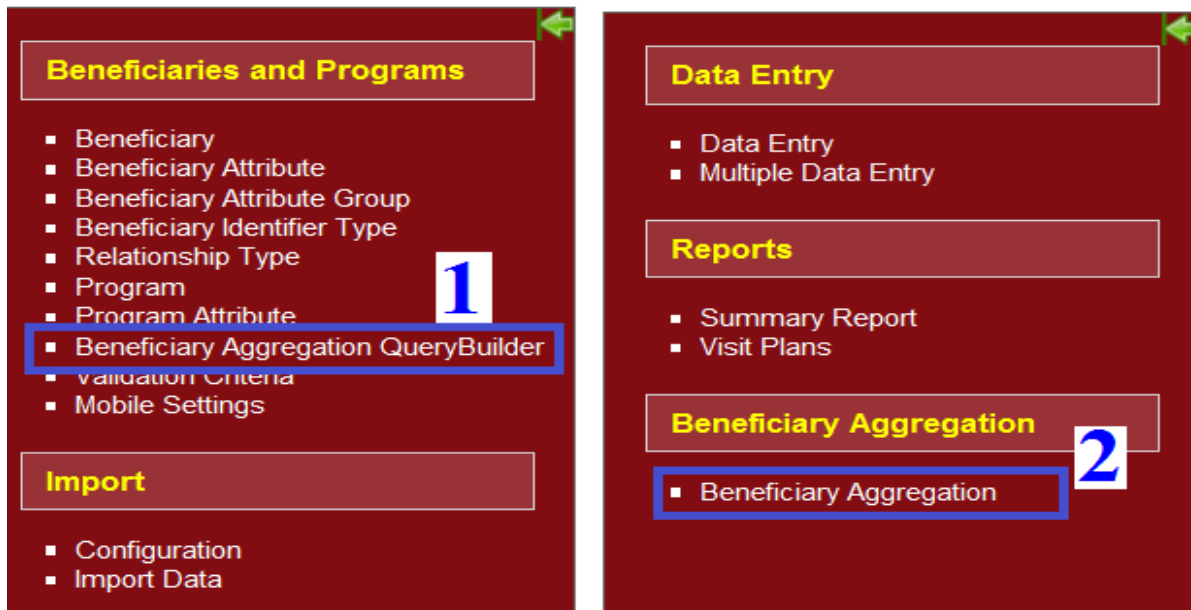 Beneficiaries and Programs
Beneficiary
Beneficiary Attribute
Beneficiary Attribute Group
Beneficiary Identifier Type
Relationship Type
Program
Program Attribute
1
Beneficiary Aggregation QueryBuilder
Validation Criteria
Mobile Settings
Import
Configuration
Import Data
Data Entry
Data Entry
Multiple Data Entry
Reports
Summary Report
Visit Plans
Beneficiary Aggregation
2
Beneficiary Aggregation